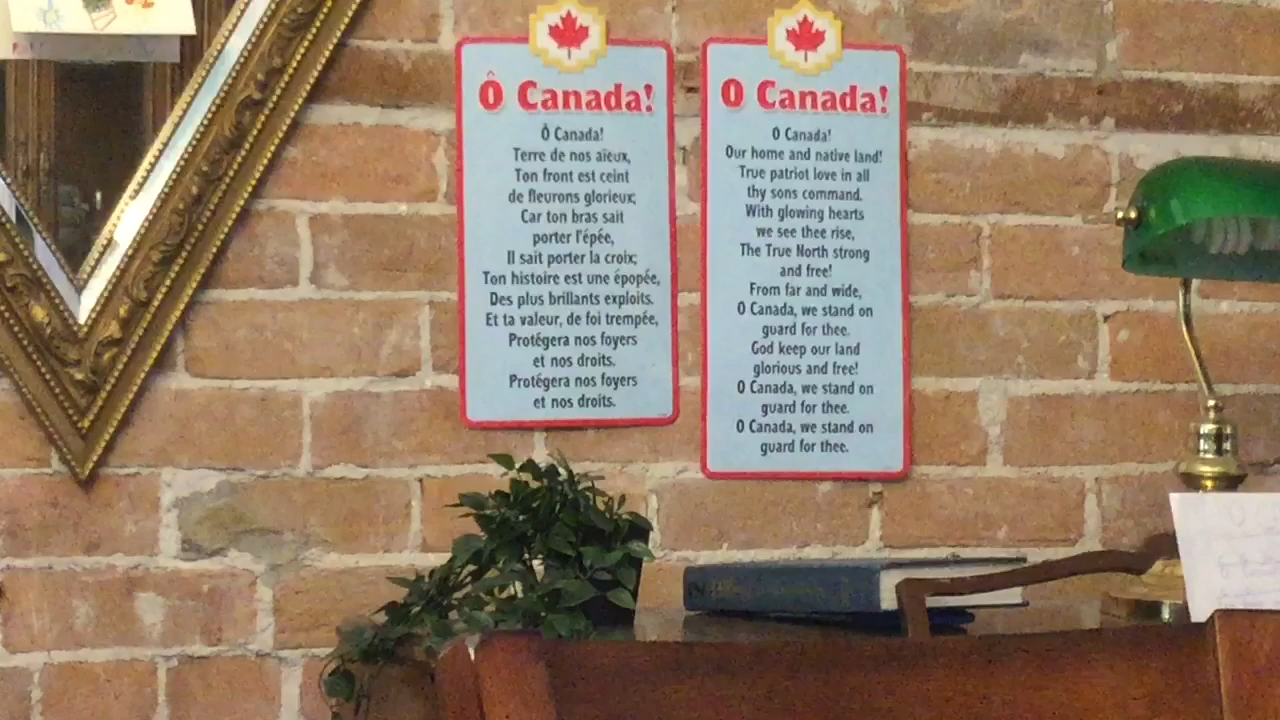 Ô Canada!
Ô Canada!
Terre de nos aïeux,
Ton front est ceint
de fleurons glorieux;
Car ton bras sait
porter l'épée,
Il sait porter la croix;
Ton histoire est une épopée,
Des plus brillants exploits.
Et ta valeur, de foi trempée,
Protégera nos foyers
et nos droits.
Protégera nos foyers
et nos droits.
O Canada!
O Canada!
Our home and native land!
True patriot love in all
thy sons command.
With glowing hearts
we see thee rise,
The True North strong
and free!
From far and wide,
O Canada, we stand on
guard for thee.
God keep our land
glorious and free!
O Canada, we stand on
guard for thee.
O Canada, we stand on
guard for thee.